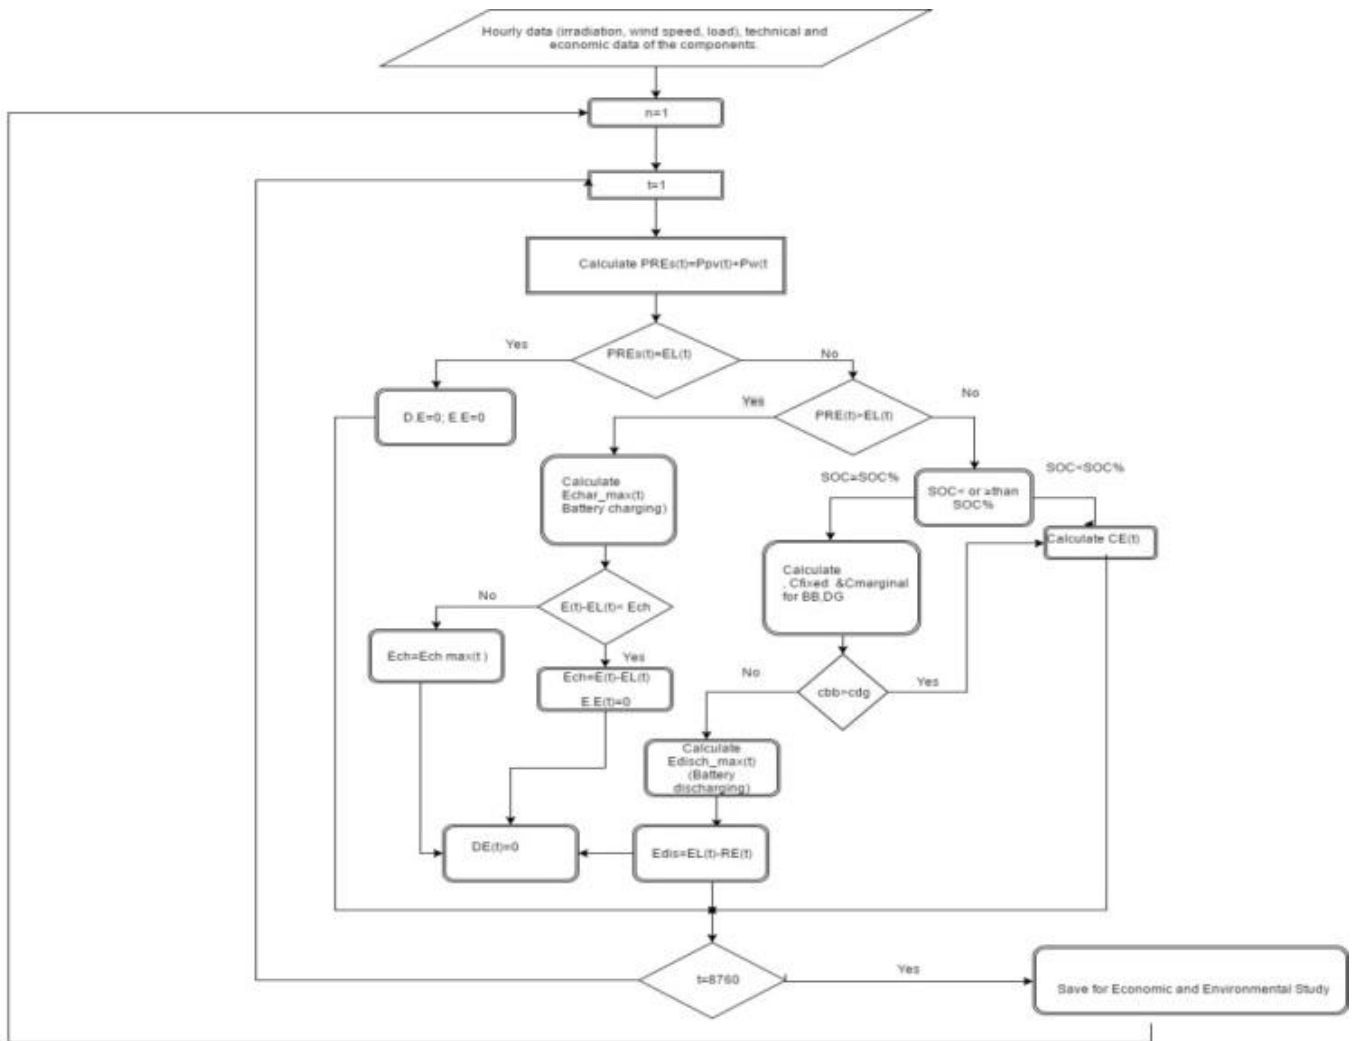 Hourly data (irradiation, wind speed, load), technical and
economic data of the components.
n=1
t=1
Calculate PREs(t)=Ppv(t)+Pw(t
PREs(t)=EL(t)
Yes
No
D.E=0; E.E=0
PRE(t)>EL(t)
Yes
No
Calculate
Echar_max(t)
Battery charging)
SOC≥SOC%
SOC<SOC%
SOC< or ≥than
SOC%
Calculate CE(t)
Calculate
, Cfixed &Cmarginal
for BB,DG
E(t)-EL(t)< Ech
No
Yes
Ech=Ech max(t )
Ech=E(t)-EL(t)
E.E(t)=0
cbb>cdg
No
Yes
Calculate
Edisch_max(t)
(Battery
discharging)
DE(t)=0
Edis=EL(t)-RE(t)
t=8760
Yes
Save for Economic and Environmental Study